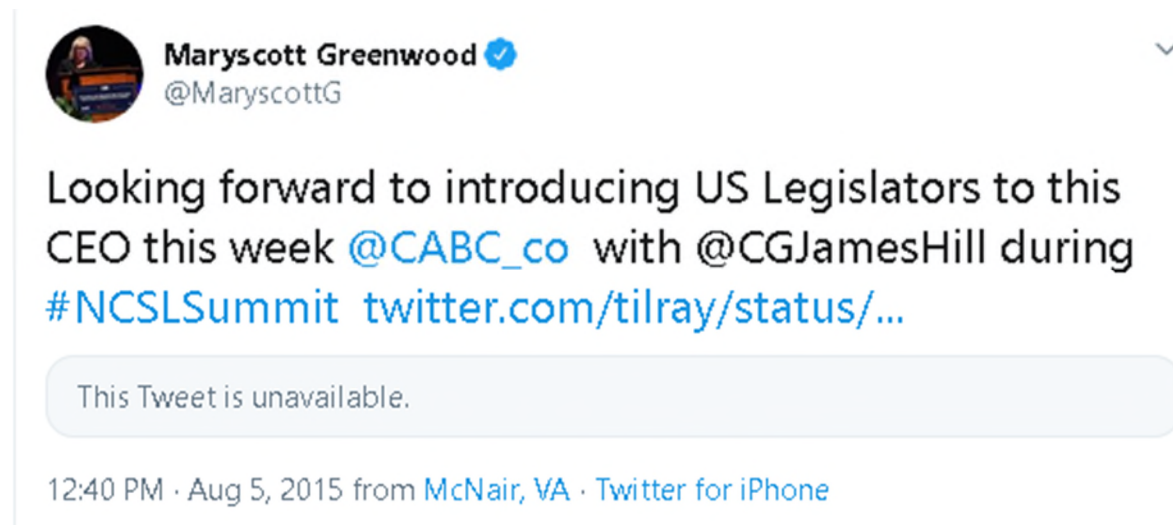 Maryscott Greenwood
@MaryscottG
Looking forward to introducing US Legislators to this
CEO this week @CABC_co with @CGJamesHill during
#NCSLSummit twitter.com/tilray/status/...
This Tweet is unavailable.
12:40 PM · Aug 5, 2015 from McNair, VA · Twitter for iPhone